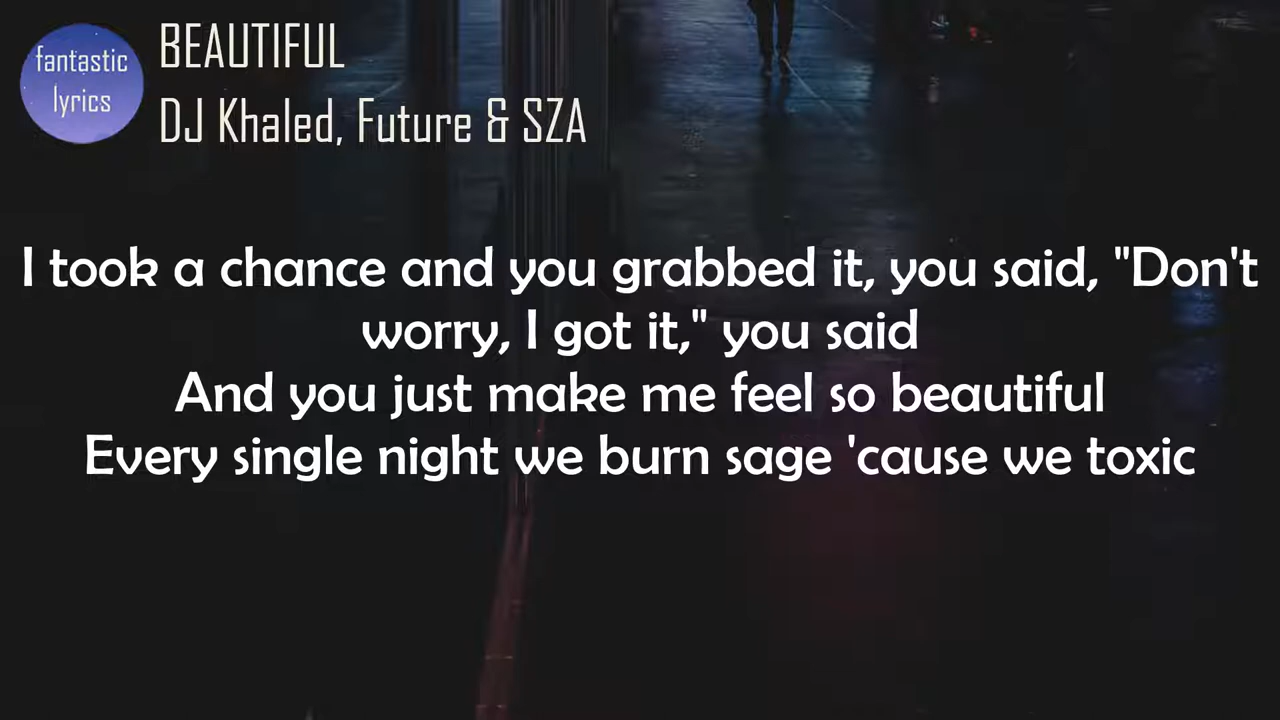 fantastic
lyrics
BEAUTIFUL
DJ Khaled, Future & SZA
I took a chance and you grabbed it, you said, "Don't
worry, I got it," you said
And you just make me feel so beautiful
Every single night we burn sage 'cause we toxic